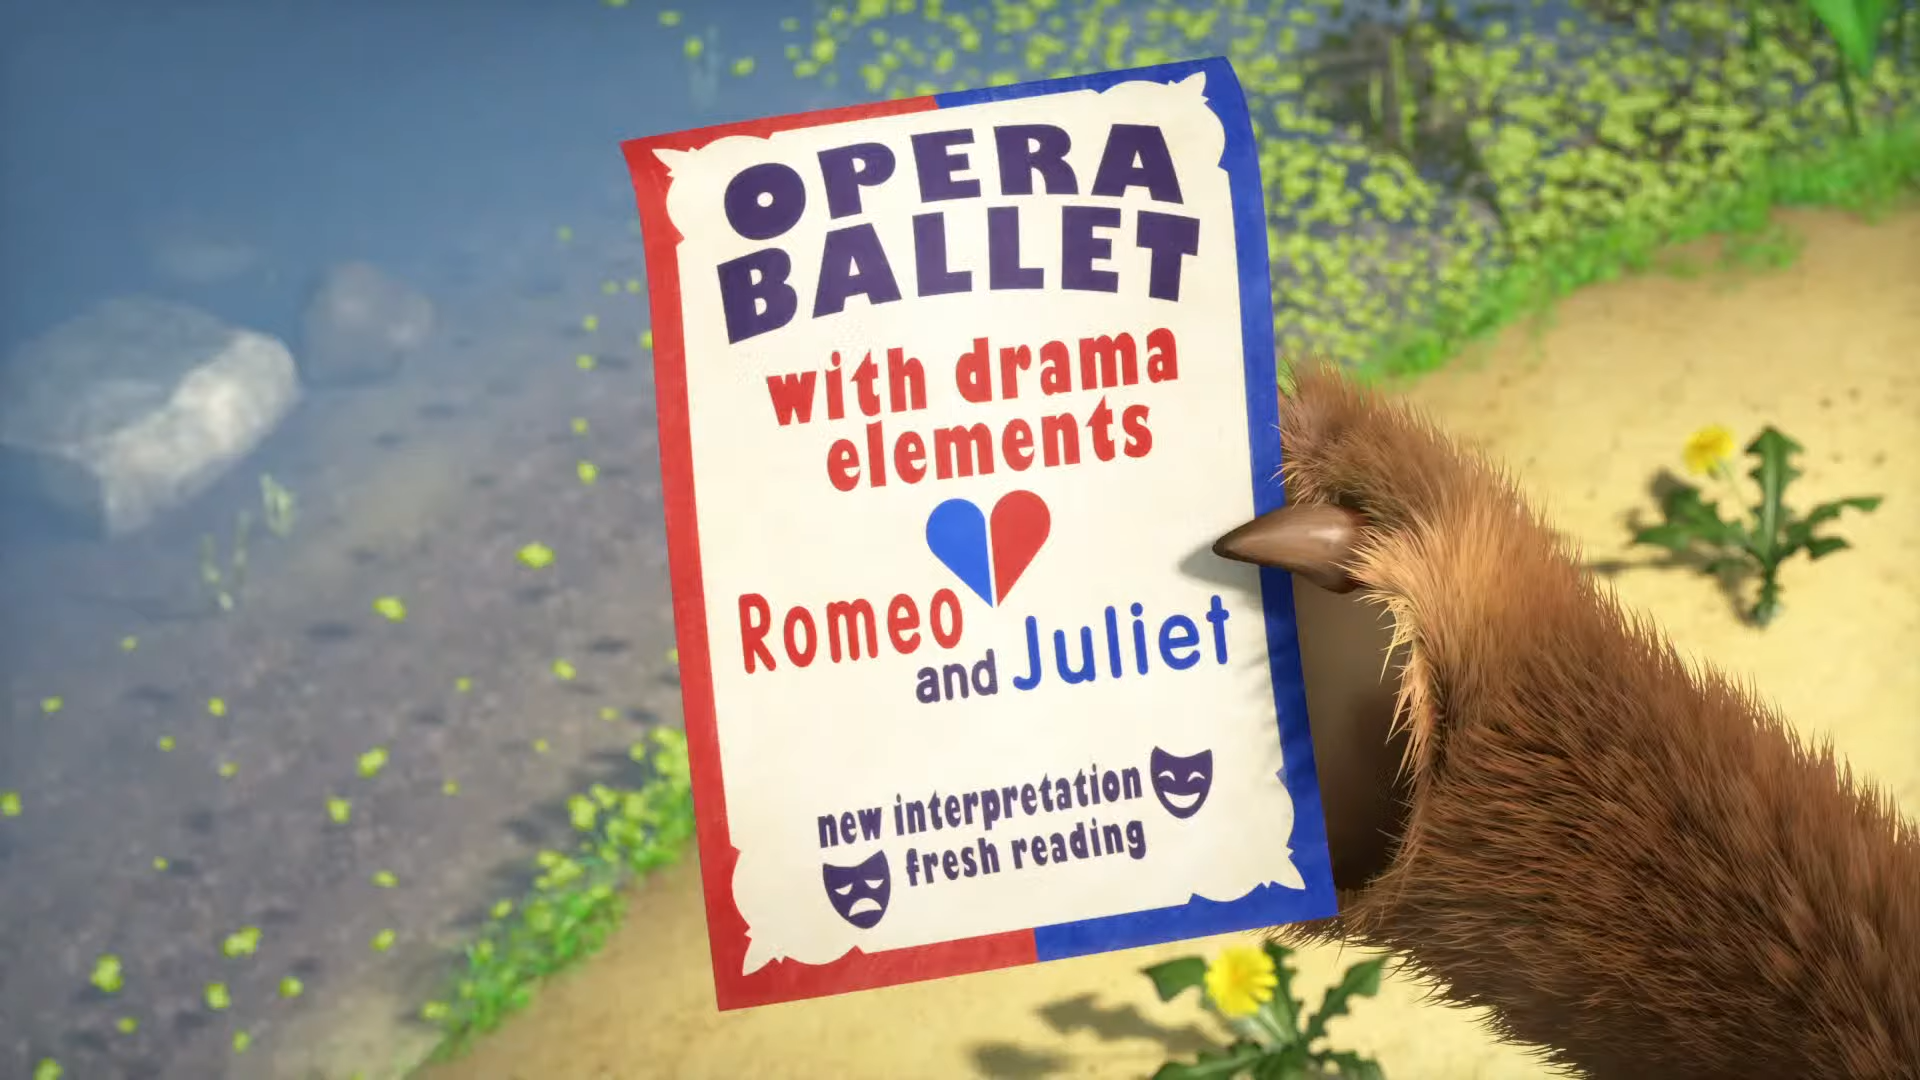 OPERA
BALLET
with drama
elements
Romeo
and Juliet
new interpretation
fresh reading